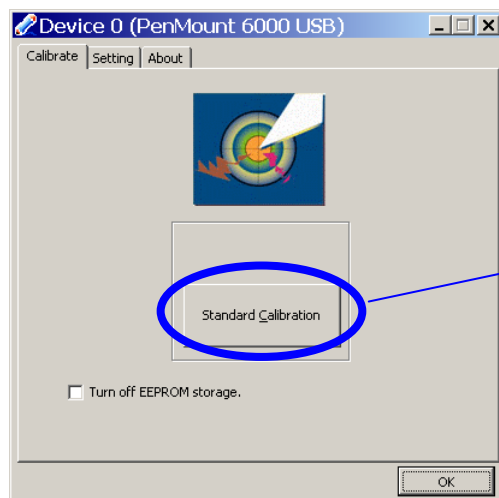 Device 0 (PenMount 6000 USB)
Calibrate Setting About
Standard Calibration
Turn off EEPROM storage.
OK